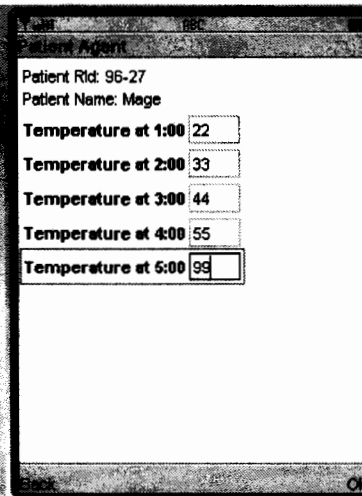 ABC
Patient Agent
Patient RId: 96-27
Patient Name: Mage
Temperature at 1:00 22
Temperature at 2:00 33
Temperature at 3:00 44
Temperature at 4:00 55
Temperature at 5:00 99
Back